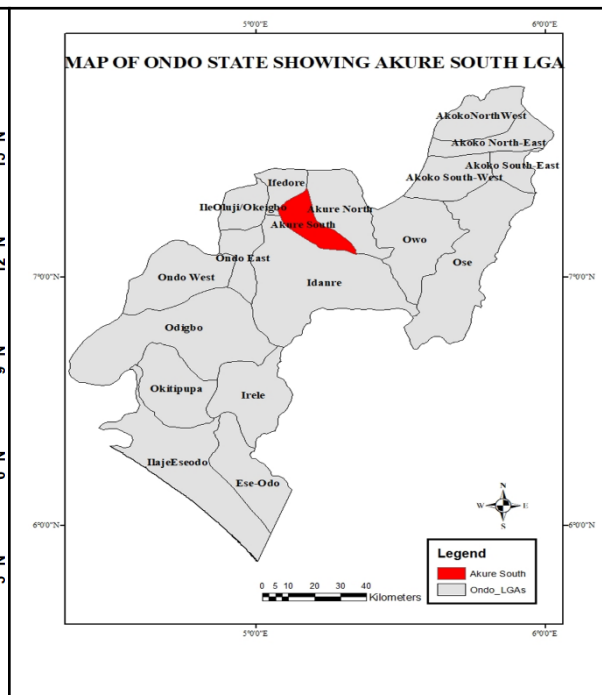 5°0'0"E 6°0'0"E
MAP OF ONDO STATE SHOWING AKURE SOUTH LGA
AkokoNorthWest
Akoko North-East
Akoko South-East
Akoko South-West
Ifedore
IleOluji/Okeigbo
Akure North
Akure South
Owo
Ondo East
Ose
7°0'0"N 7°0'0"N
Ondo West
Idanre
Odigbo
Okitipupa
Irele
IlajeEseodo
Ese-Odo
N
W E
S
6°0'0"N 6°0'0"N
Legend
Akure South
Ondo_LGAs
0 5 10 20 30 40
Kilometers
5°0'0"E 6°0'0"E